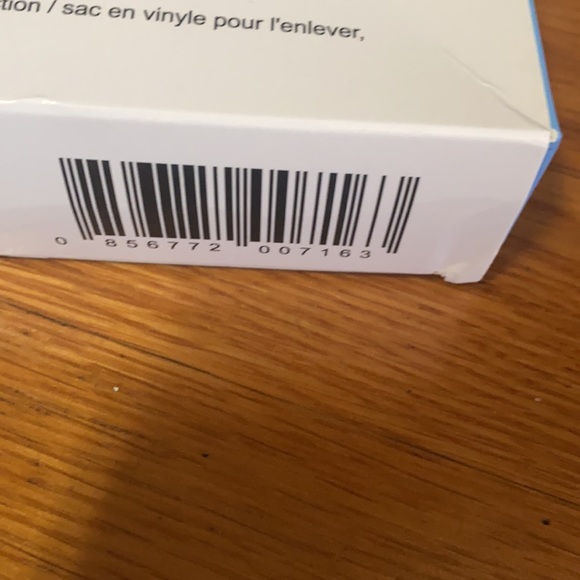 tion / sac en vinyle pour l'enlever,
0 856772 007163